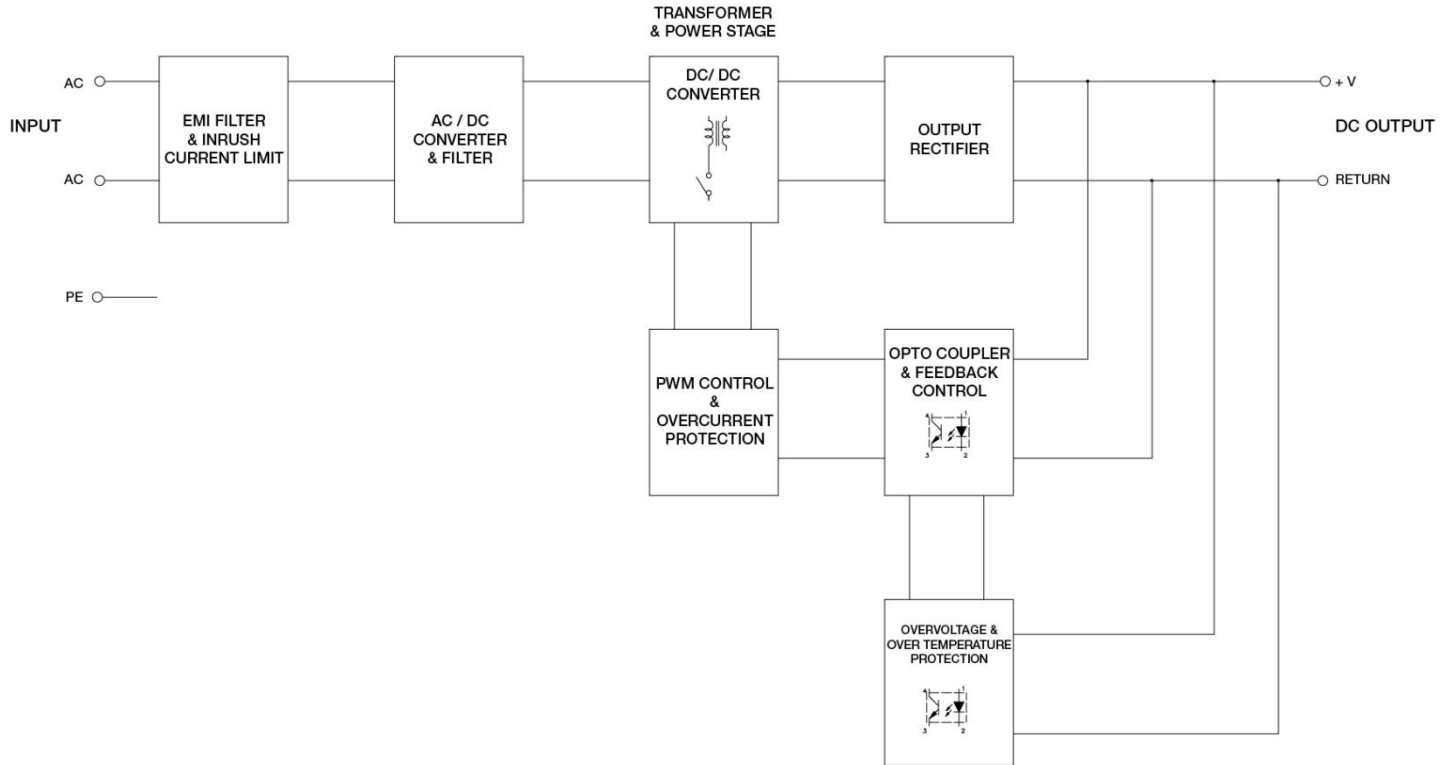 TRANSFORMER
& POWER STAGE
AC
INPUT
AC
PE
EMI FILTER
& INRUSH
CURRENT LIMIT
AC / DC
CONVERTER
& FILTER
DC/ DC
CONVERTER
OUTPUT
RECTIFIER
+ V
DC OUTPUT
RETURN
PWM CONTROL
&
OVERCURRENT
PROTECTION
OPTO COUPLER
& FEEDBACK
CONTROL
4 1
3 2
OVERVOLTAGE &
OVER TEMPERATURE
PROTECTION
4 1
3 2